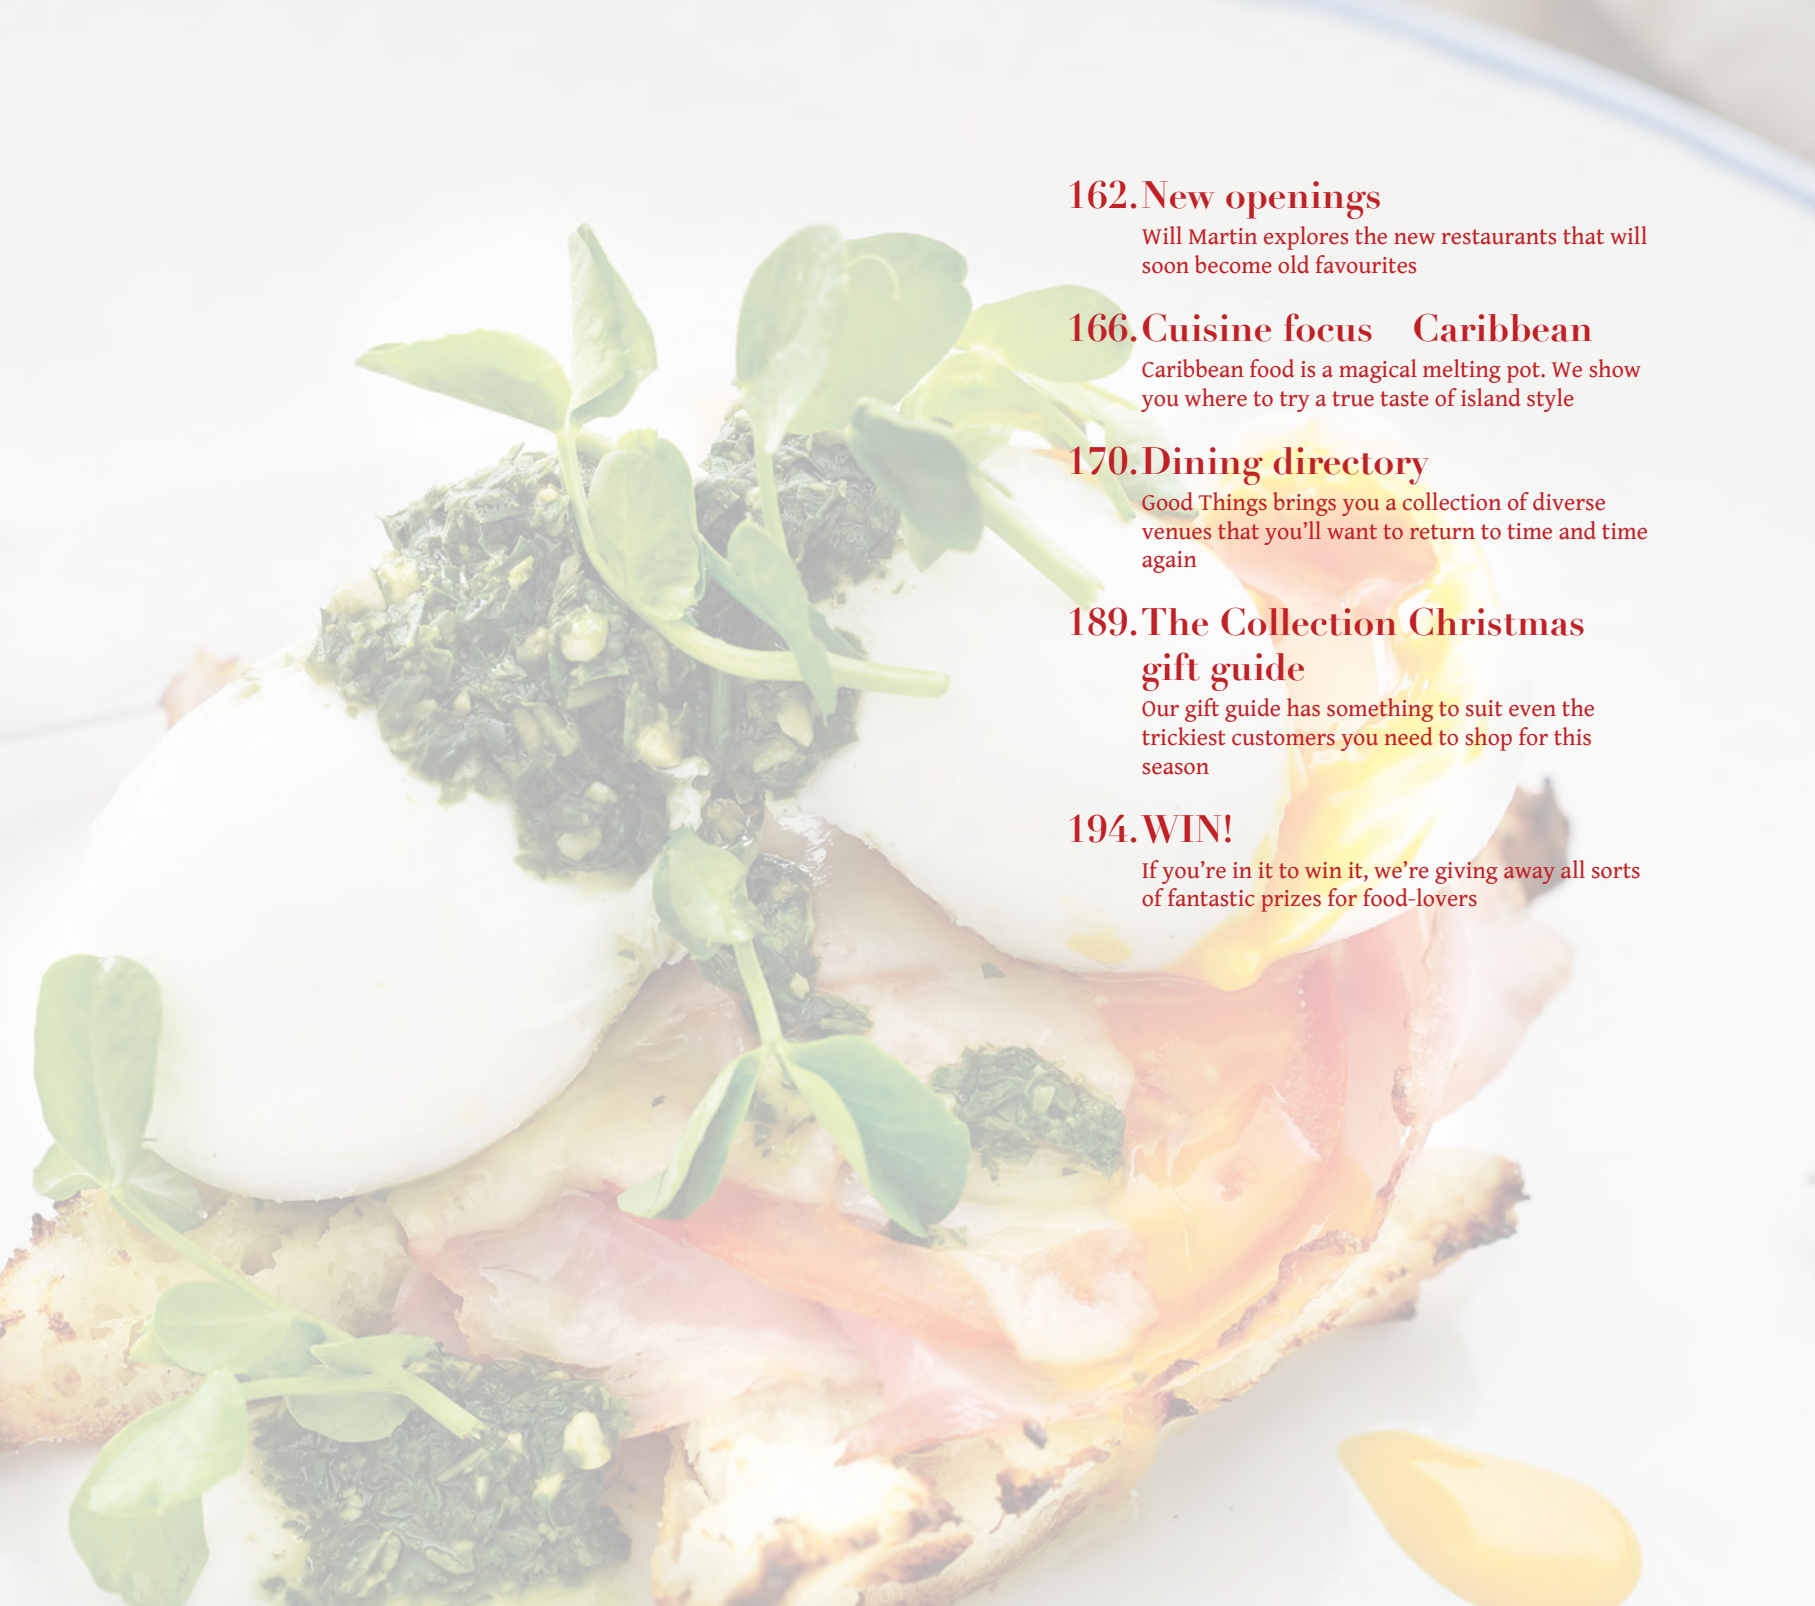 162. New openings
Will Martin explores the new restaurants that will
soon become old favourites
166. Cuisine focus Caribbean
Caribbean food is a magical melting pot. We show
you where to try a true taste of island style
170. Dining directory
Good Things brings you a collection of diverse
venues that you’ll want to return to time and time
again
189. The Collection Christmas
gift guide
Our gift guide has something to suit even the
trickiest customers you need to shop for this
season
194. WIN!
If you’re in it to win it, we’re giving away all sorts
of fantastic prizes for food-lovers